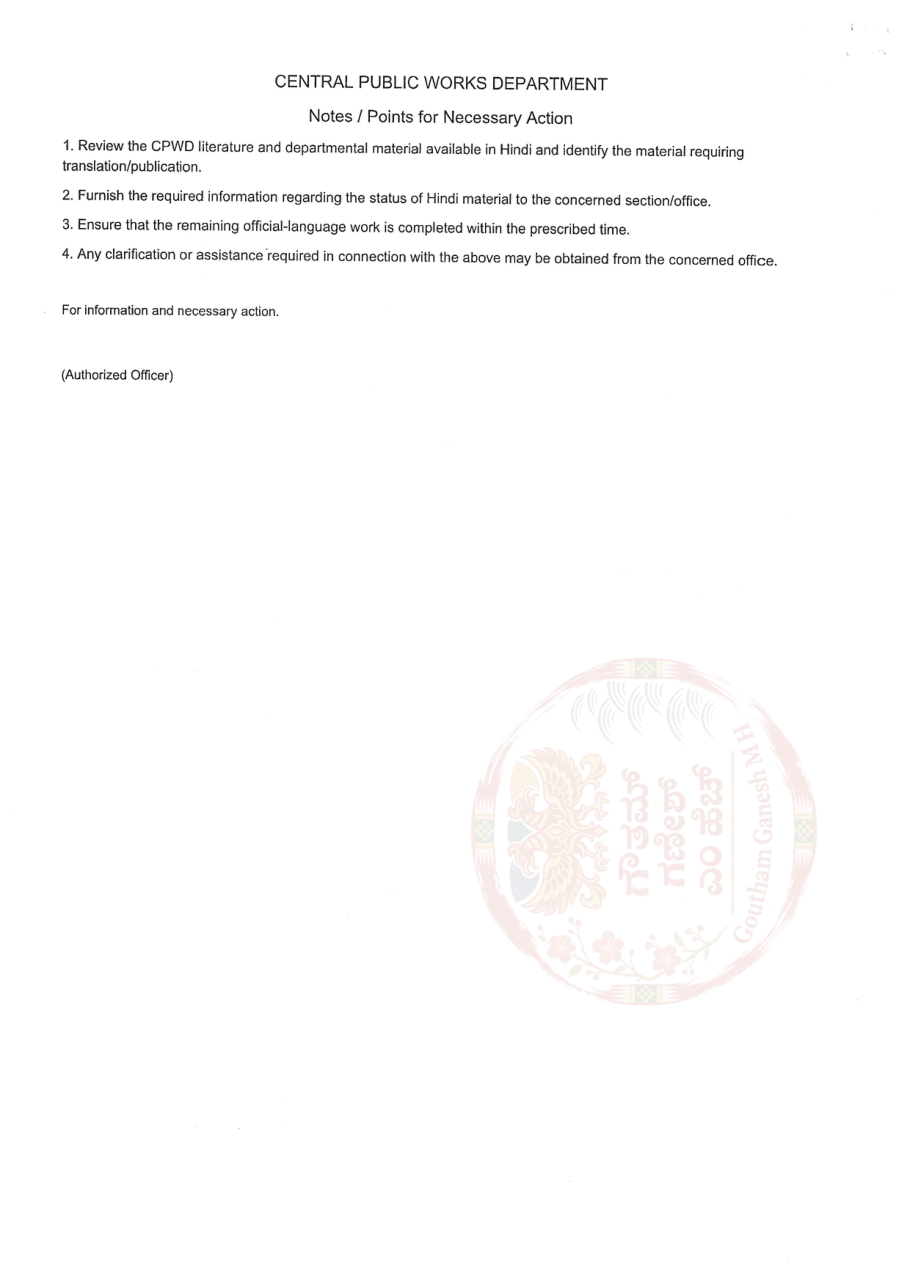 CENTRAL PUBLIC WORKS DEPARTMENT
Notes / Points for Necessary Action
1. Review the CPWD literature and departmental material available in Hindi and identify the material requiring
translation/publication.
2. Furnish the required information regarding the status of Hindi material to the concerned section/office.
3. Ensure that the remaining official-language work is completed within the prescribed time.
4. Any clarification or assistance required in connection with the above may be obtained from the concerned office.
For information and necessary action.
(Authorized Officer)
ಗೌತಮ್
ಗಣೇಶ್
ಎಂ ಹೆಚ್
Goutham Ganesh M H